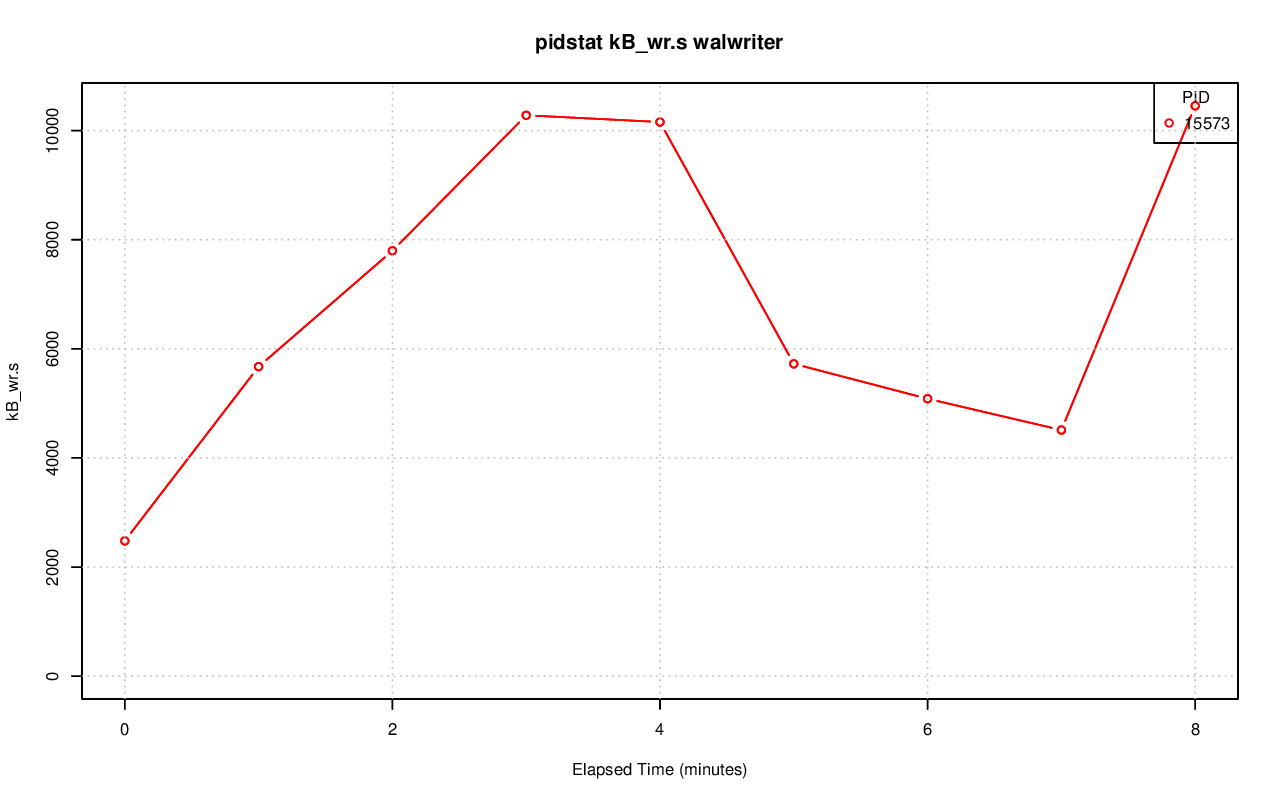 pidstat kB_wr.s walwriter
PID
15573
kB_wr.s
10000
8000
6000
4000
2000
0
0 2 4 6 8
Elapsed Time (minutes)